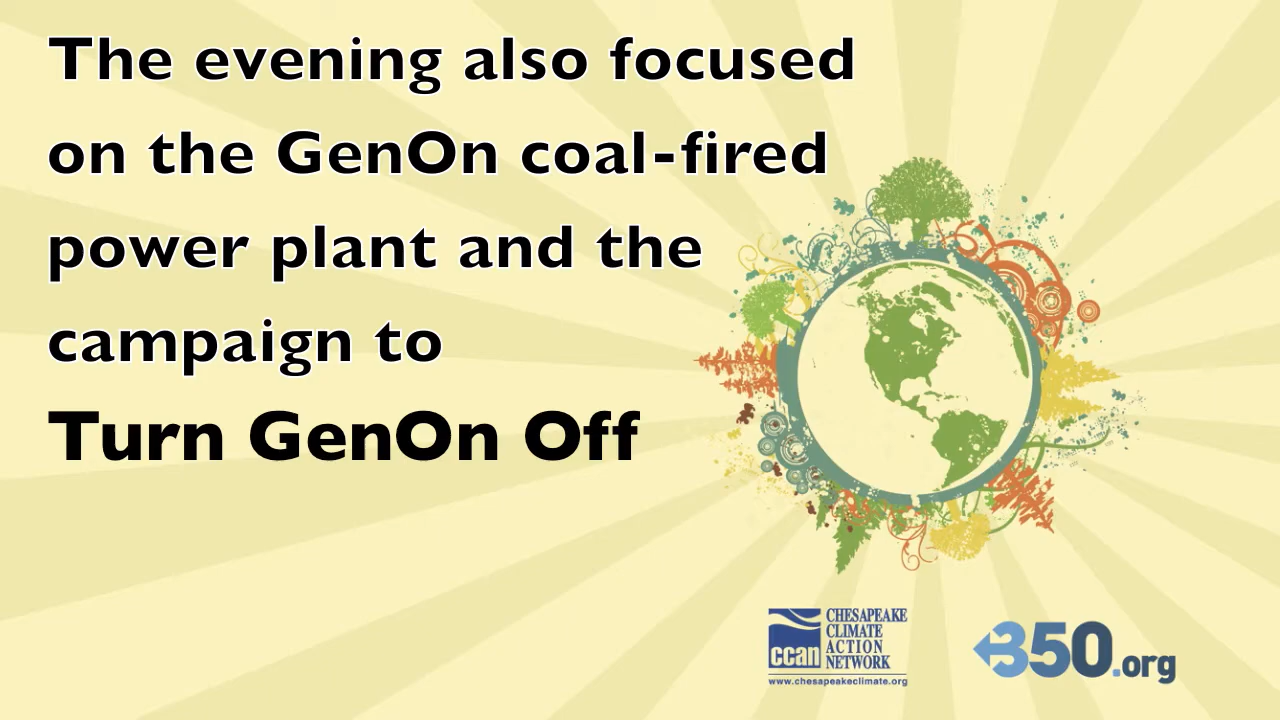 The evening also focused
on the GenOn coal-fired
power plant and the
campaign to
Turn GenOn Off
ccan
CHESAPEAKE
CLIMATE
ACTION
NETWORK
www.chesapeakeclimate.org
350.org